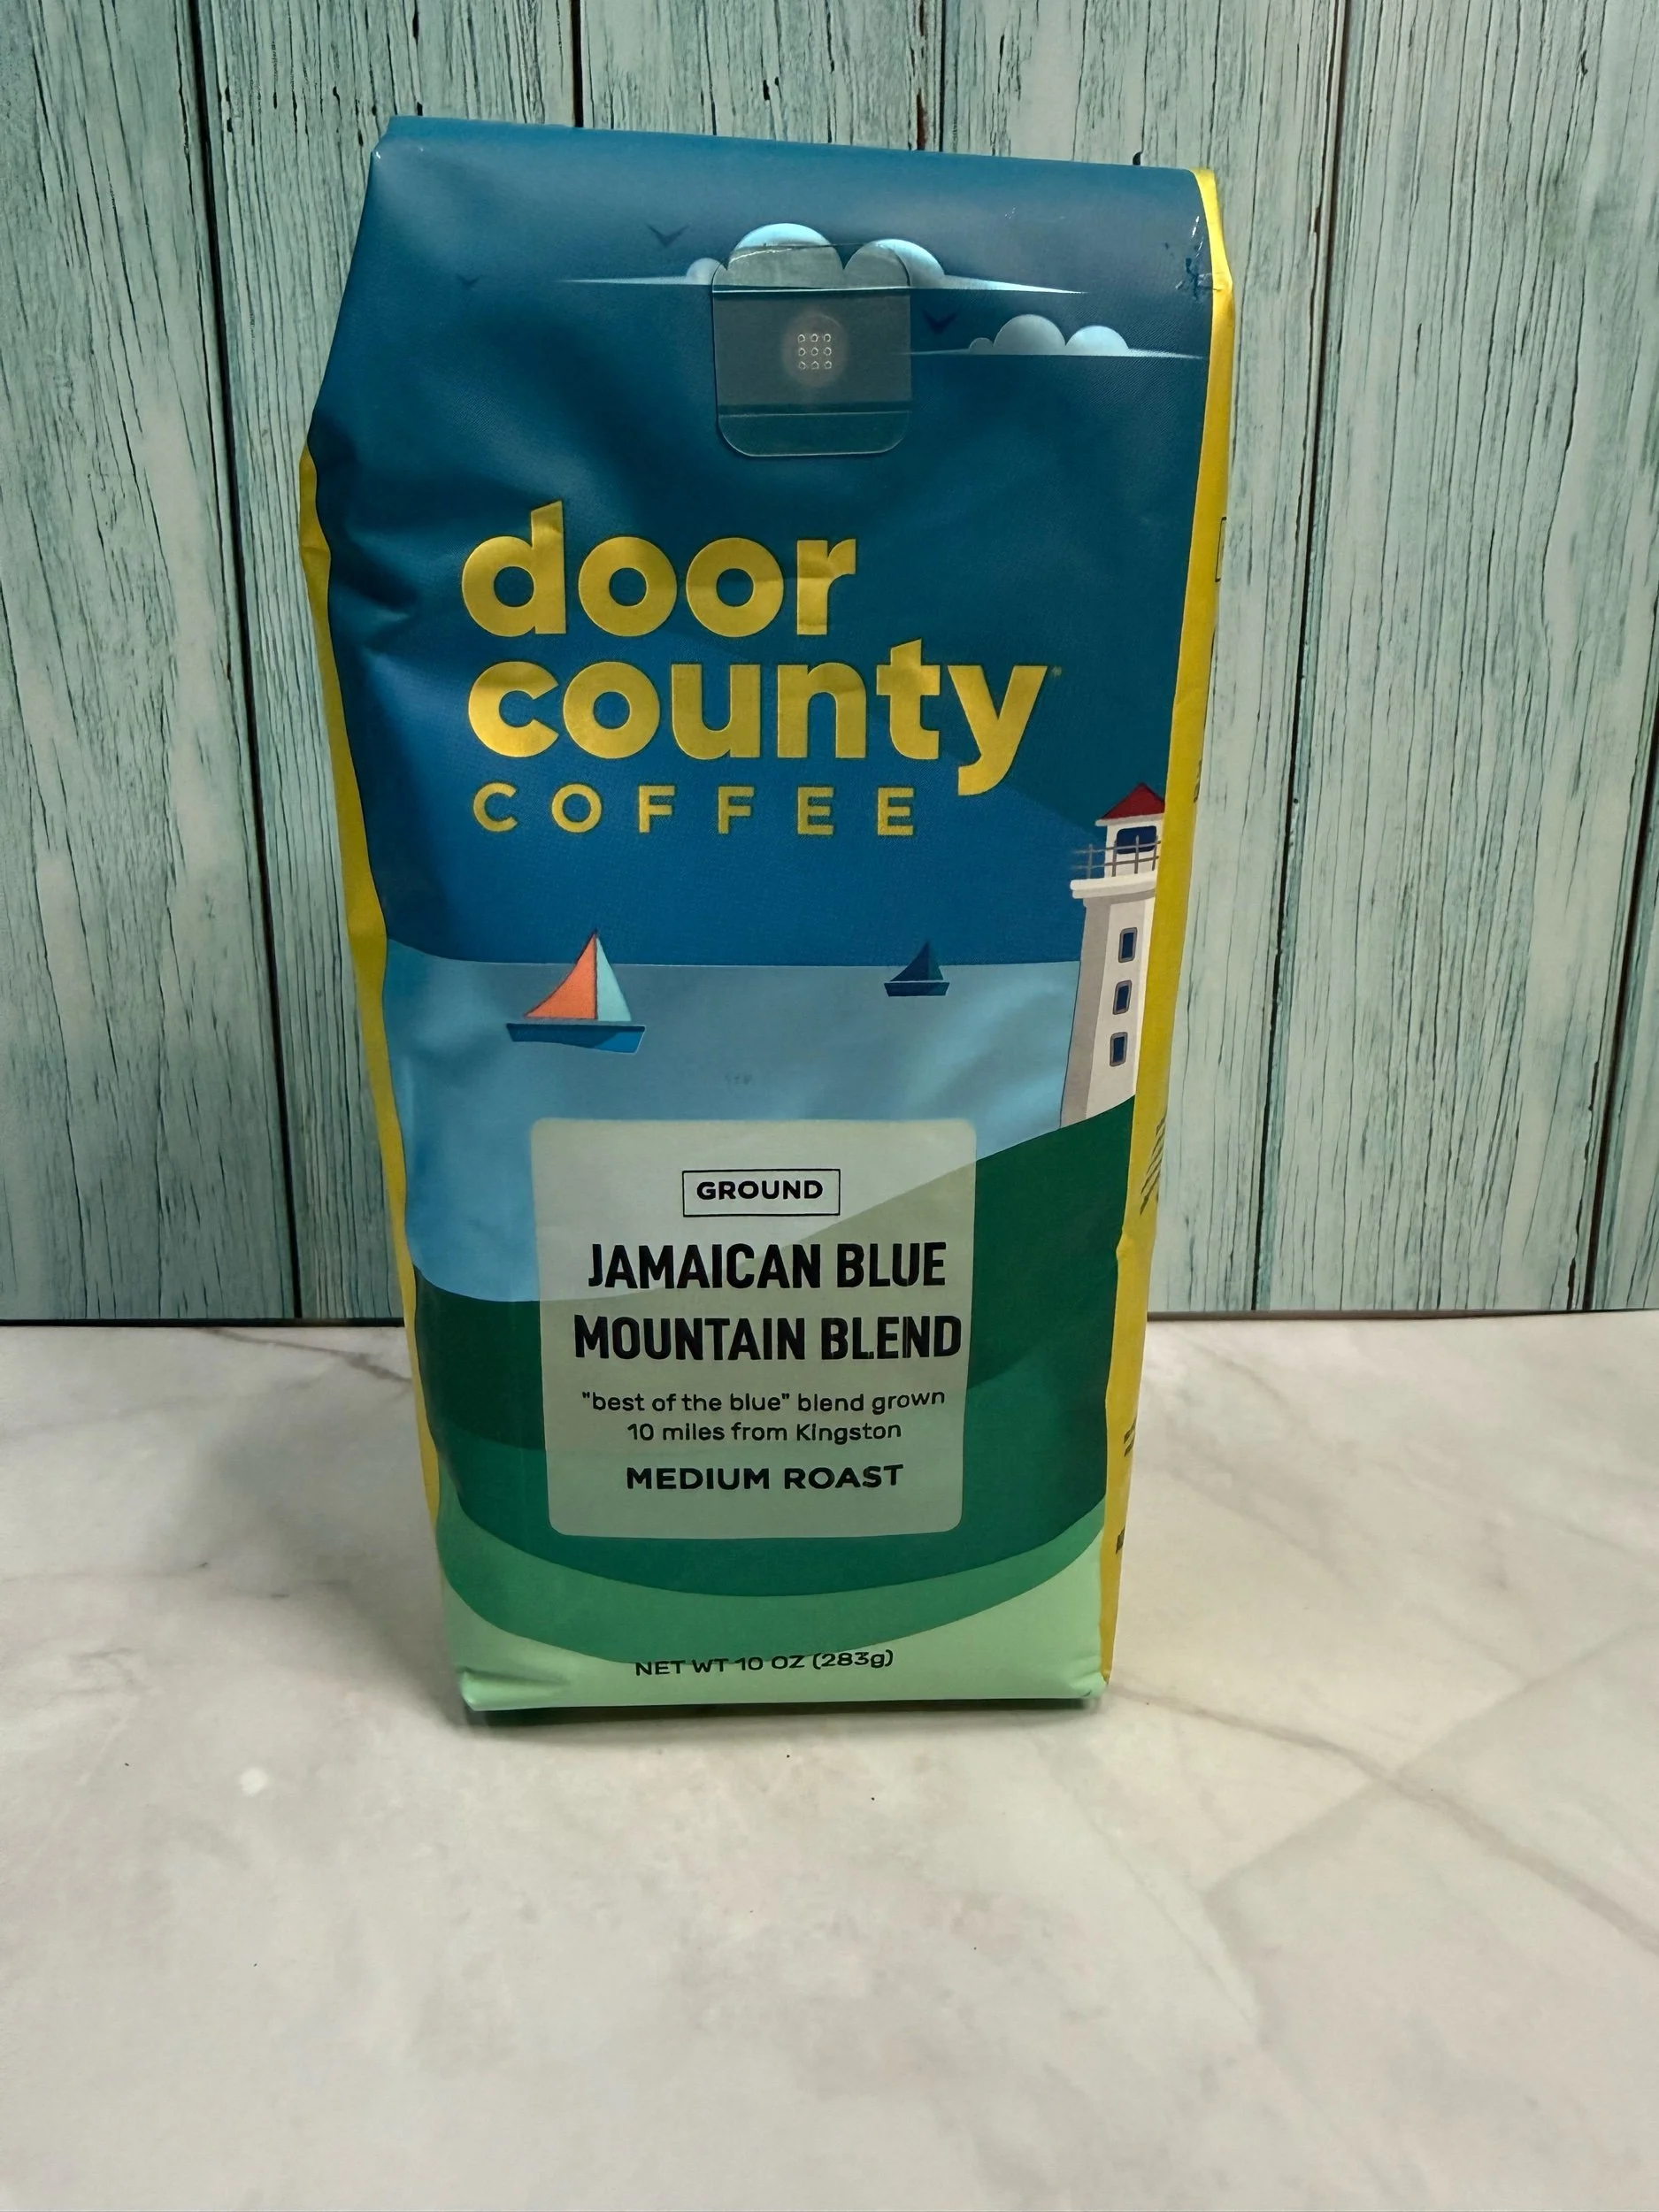 door
county™
COFFEE
GROUND
JAMAICAN BLUE
MOUNTAIN BLEND
"best of the blue" blend grown
10 miles from Kingston
MEDIUM ROAST
NET WT 10 OZ (283g)